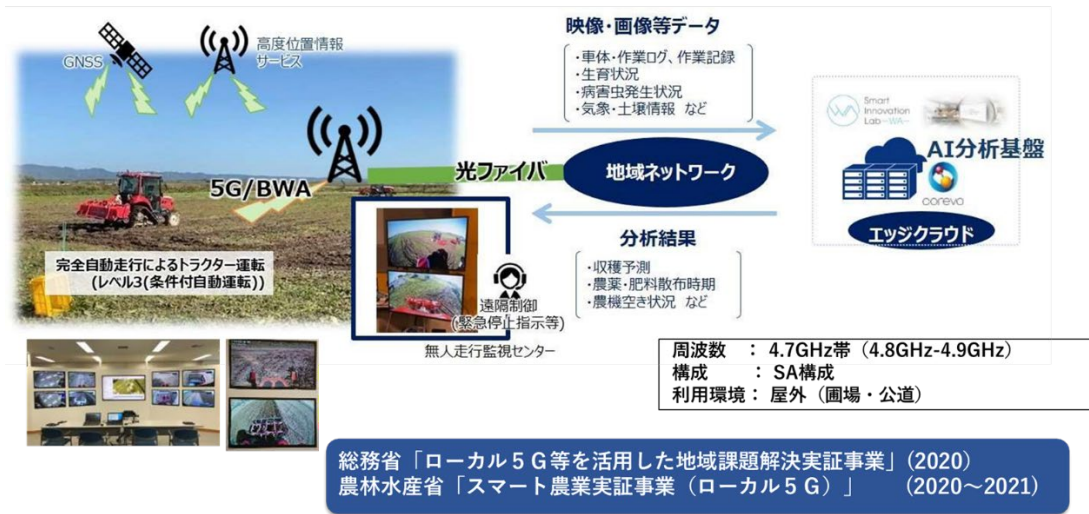 GNSS
高度位置情報
サービス
5G/BWA
完全自動走行によるトラクター運転
(レベル3(条件付自動運転))
光ファイバ
地域ネットワーク
映像・画像等データ
・車体・作業ログ、作業記録
・生育状況
・病害虫発生状況
・気象・土壌情報 など
Smart
Innovation
Lab-WA-
AI分析基盤
corevo
エッジクラウド
分析結果
・収穫予測
・農薬・肥料散布時期
・農機空き状況 など
遠隔制御
(緊急停止指示等)
無人走行監視センター
周波数 : 4.7GHz帯(4.8GHz-4.9GHz)
構成 : SA構成
利用環境: 屋外(圃場・公道)
総務省「ローカル5G等を活用した地域課題解決実証事業」(2020)
農林水産省「スマート農業実証事業(ローカル5G)」 (2020~2021)